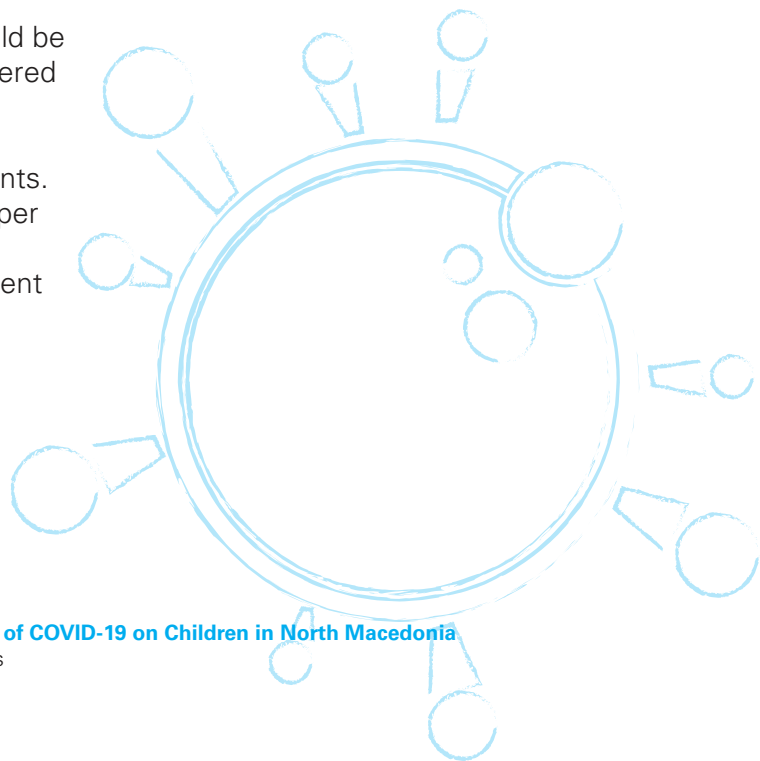 ld be
ered
nts.
per
ent
of COVID-19 on Children in North Macedonia
s